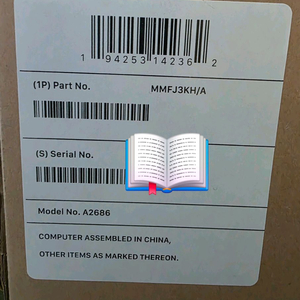 1 94253 14236 2
(1P) Part No. MMFJ3KH/A
(S) Serial No.
Model No. A2686
COMPUTER ASSEMBLED IN CHINA,
OTHER ITEMS AS MARKED THEREON.